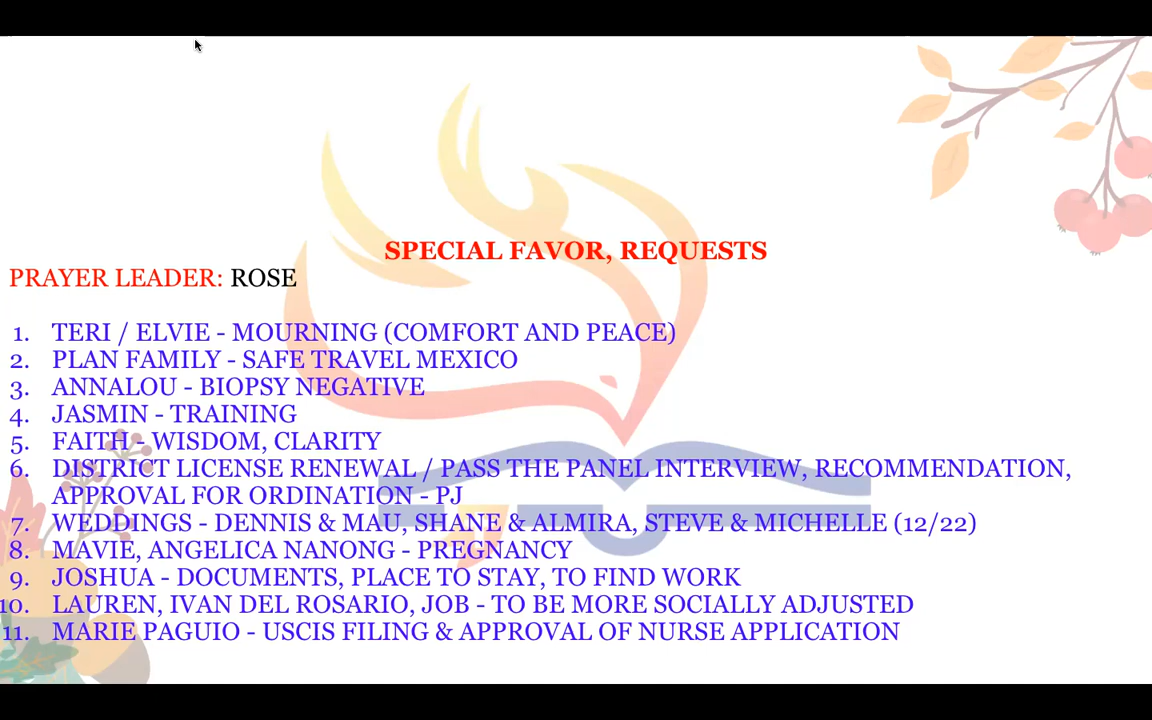 SPECIAL FAVOR, REQUESTS
PRAYER LEADER: ROSE
1. TERI / ELVIE - MOURNING (COMFORT AND PEACE)
2. PLAN FAMILY - SAFE TRAVEL MEXICO
3. ANNALOU - BIOPSY NEGATIVE
4. JASMIN - TRAINING
5. FAITH - WISDOM, CLARITY
6. DISTRICT LICENSE RENEWAL / PASS THE PANEL INTERVIEW, RECOMMENDATION,
APPROVAL FOR ORDINATION - PJ
7. WEDDINGS - DENNIS & MAU, SHANE & ALMIRA, STEVE & MICHELLE (12/22)
8. MAVIE, ANGELICA NANONG - PREGNANCY
9. JOSHUA - DOCUMENTS, PLACE TO STAY, TO FIND WORK
10. LAUREN, IVAN DEL ROSARIO, JOB - TO BE MORE SOCIALLY ADJUSTED
11. MARIE PAGUIO - USCIS FILING & APPROVAL OF NURSE APPLICATION